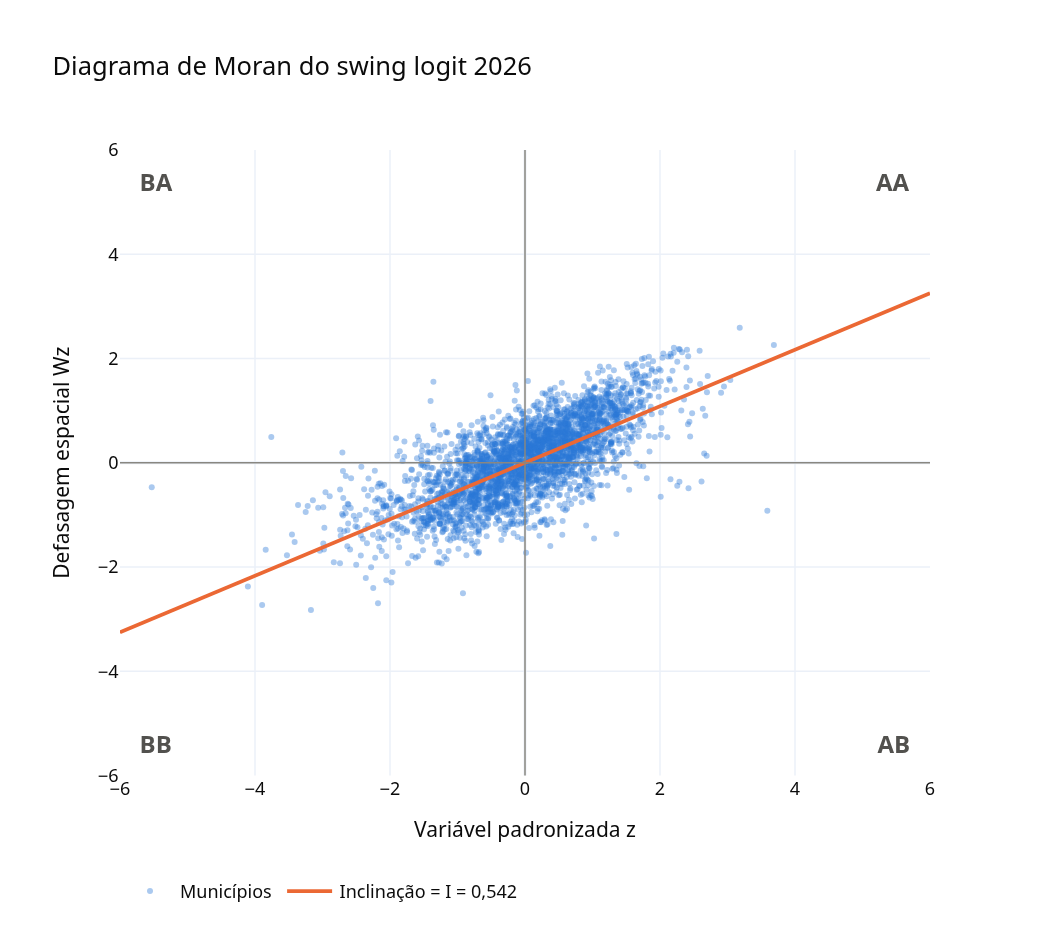 Diagrama de Moran do swing logit 2026
6
BA
AA
4
2
0
−2
−4
BB
AB
−6
−6
−4
−2
0
2
4
6
Defasagem espacial Wz
Variável padronizada z
Municípios
Inclinação = I = 0,542